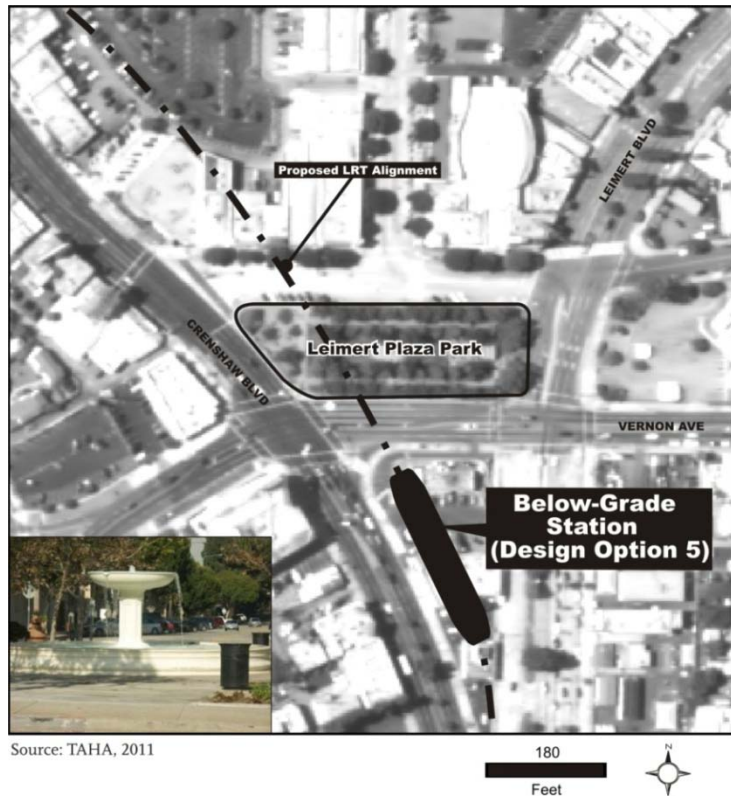 Proposed LRT Alignment
LEIMERT BLVD
CRENSHAW BLVD
Leimert Plaza Park
VERNON AVE
Below-Grade
Station
(Design Option 5)
Source: TAHA, 2011
180
Feet
N